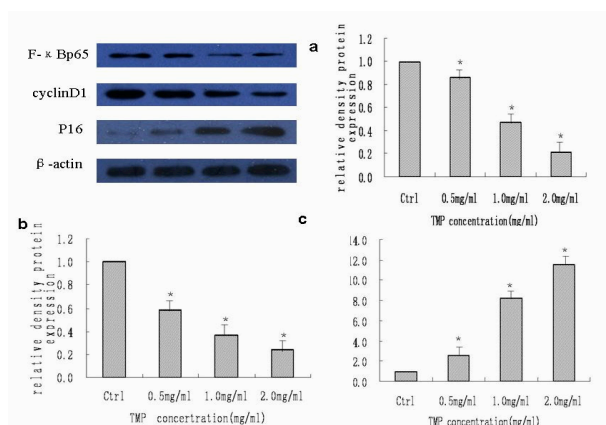 F-κBp65
cyclinD1
P16
β-actin
a
relative density protein
expression
1.2
1.0
0.8
0.6
0.4
0.2
0.0
*
*
*
Ctrl 0.5mg/ml 1.0mg/ml 2.0mg/ml
TMP concentration(mg/ml)
b
relative density protein
expression
1.2
1.0
0.8
0.6
0.4
0.2
0.0
*
*
*
Ctrl 0.5mg/ml 1.0mg/ml 2.0mg/ml
TMP concertration(mg/ml)
c
14.0
12.0
10.0
8.0
6.0
4.0
2.0
0.0
*
*
*
Ctrl 0.5mg/ml 1.0mg/ml 2.0mg/ml
TMP concentration(mg/ml)